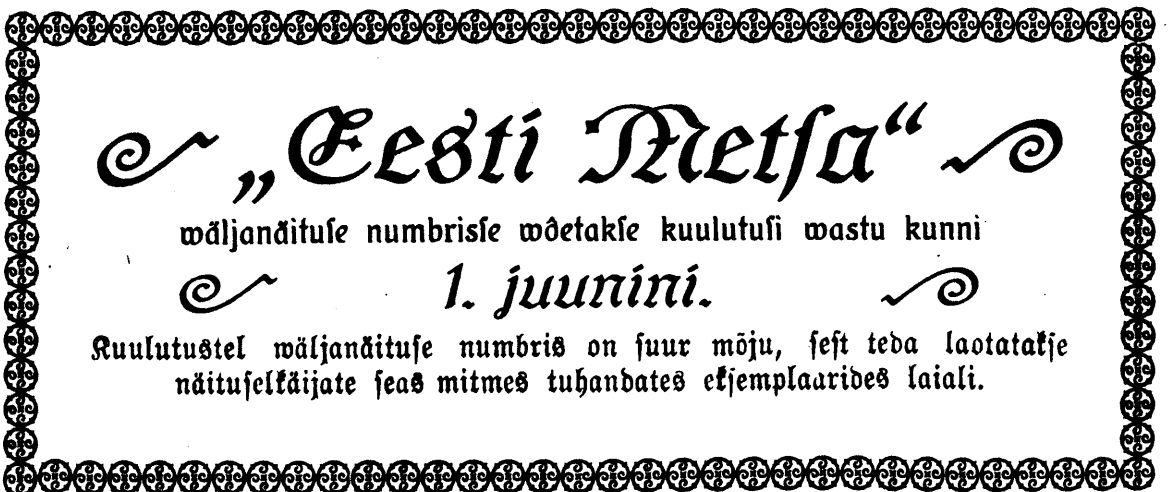 „Eesti Metsa“
wäljanäituse numbrisse wõetakse kuulutusi wastu kunni
1. juunini.
Kuulutustel wäljanäituse numbris on suur mõju, sest teda laotatakse
näituselkäijate seas mitmes tuhandates eksemplaarides laiali.